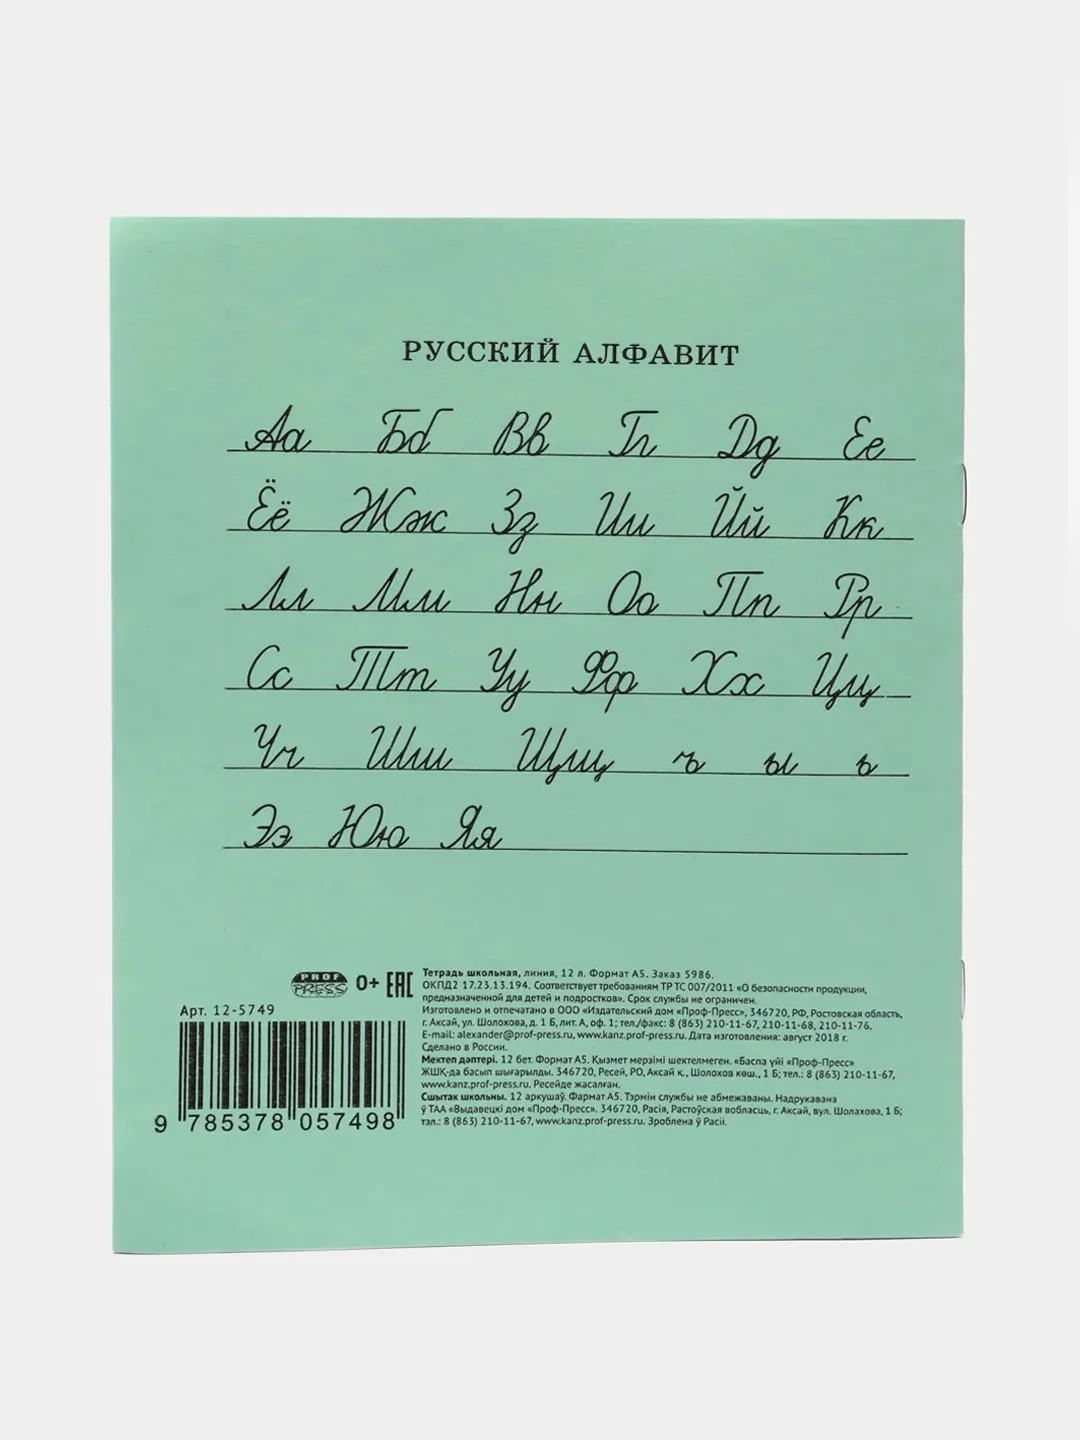 РУССКИЙ АЛФАВИТ
Аа Бб Вв Гг Дд Ее
Ёё Жж Зз Ии Йй Кк
Лл Мм Нн Оо Пп Рр
Сс Тт Уу Фф Хх Цц
Чч Шш Щщ ъ ы ь
Ээ Юю Яя
PROF
PRESS
0+ EAC
Арт. 12-5749
9 785378 057498
Тетрадь школьная, линия, 12 л. Формат А5. Заказ 5986.
ОКПД2 17.23.13.194. Соответствует требованиям ТР ТС 007/2011 «О безопасности продукции,
предназначенной для детей и подростков». Срок службы не ограничен.
Изготовлено и отпечатано в ООО «Издательский дом «Проф-Пресс», 346720, РФ, Ростовская область,
г. Аксай, ул. Шолохова, д. 1 Б, лит. А, оф. 1; тел./факс: 8 (863) 210-11-67, 210-11-68, 210-11-76.
E-mail: alexander@prof-press.ru, www.kanz.prof-press.ru. Дата изготовления: август 2018 г.
Сделано в России.
Мектеп дәптері. 12 бет. Формат А5. Қызмет мерзімі шектелмеген. «Баспа үйі «Проф-Пресс»
ЖШҚ-да басып шығарылды. 346720, Ресей, РО, Аксай қ., Шолохов көш., 1 Б; тел.: 8 (863) 210-11-67,
www.kanz.prof-press.ru. Ресейде жасалған.
Сшытак школьны. 12 аркушаў. Фармат А5. Тэрмін службы не абмежаваны. Надрукавана
ў ТАА «Выдавецкі дом «Проф-Пресс». 346720, Расія, Растоўская вобласць, г. Аксай, вул. Шолахова, 1 Б;
тэл.: 8 (863) 210-11-67, www.kanz.prof-press.ru. Зроблена ў Расіі.